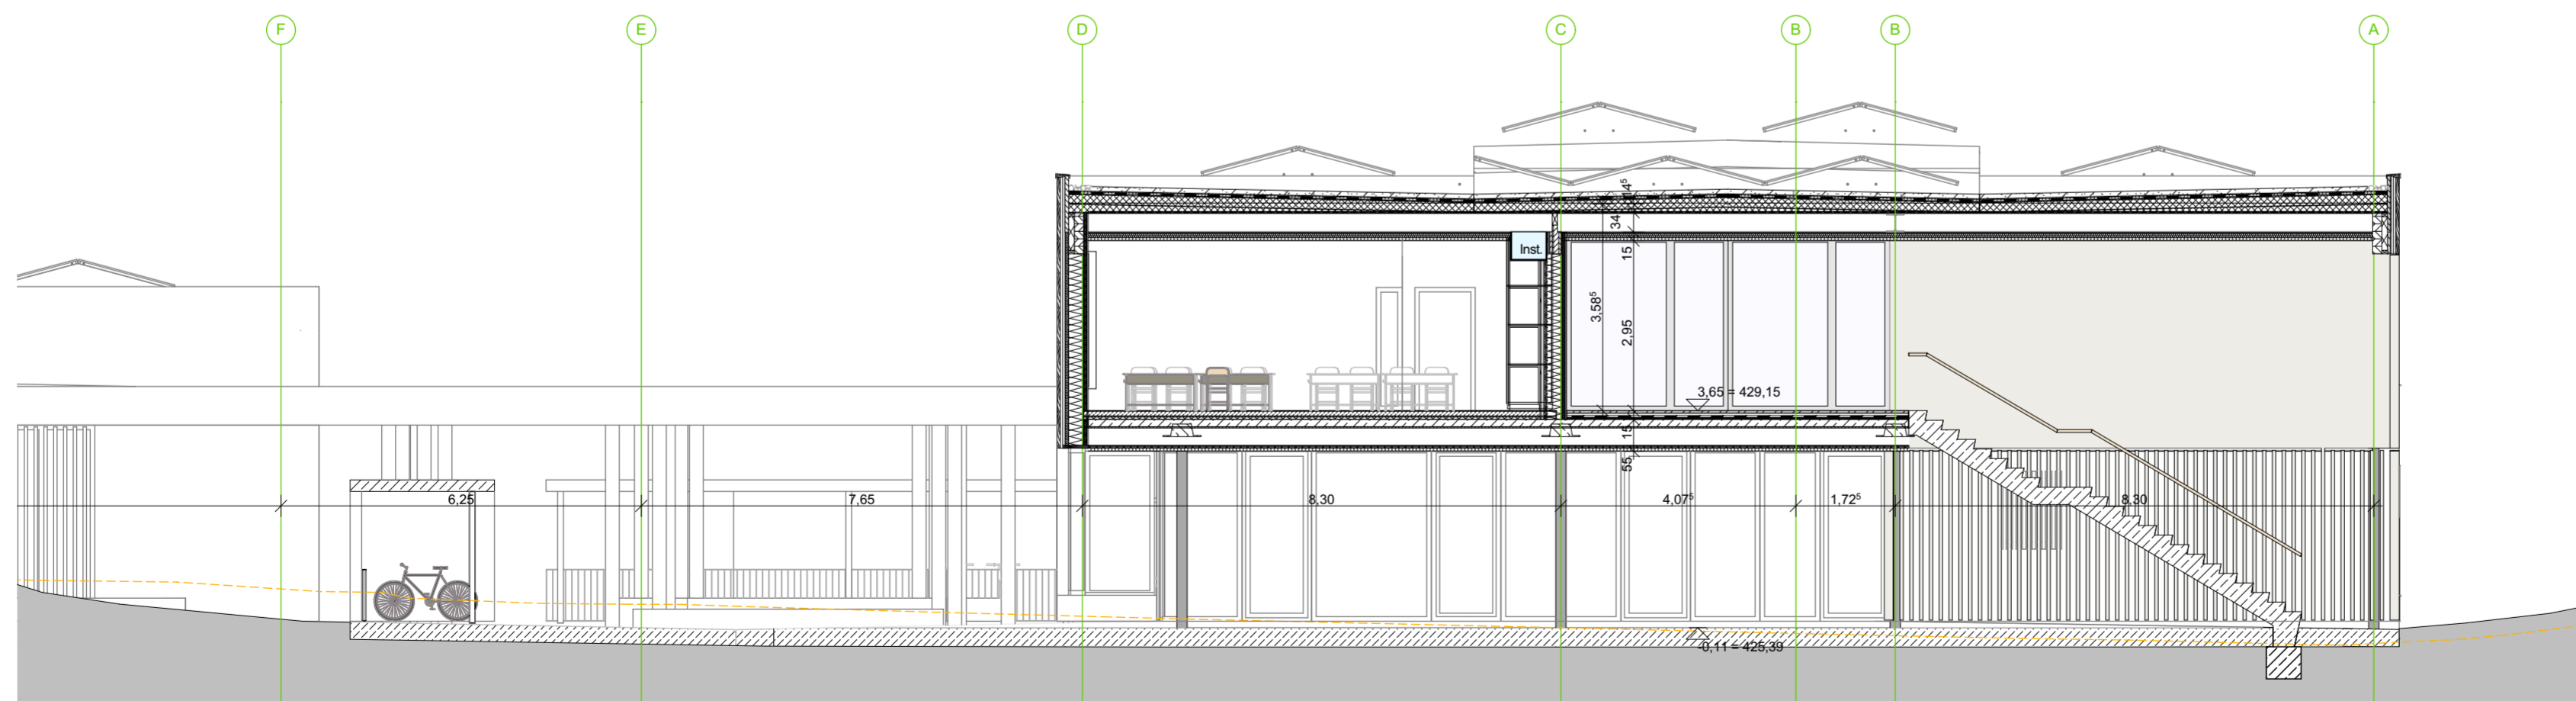 F E D C B B A
14⁵
34
15
Inst.
3,58⁵
2,95
3,65 = 429,15
15
55
6,25 7,65 8,30 4,07⁵ 1,72⁵ 8,30
-0,11 = 425,39